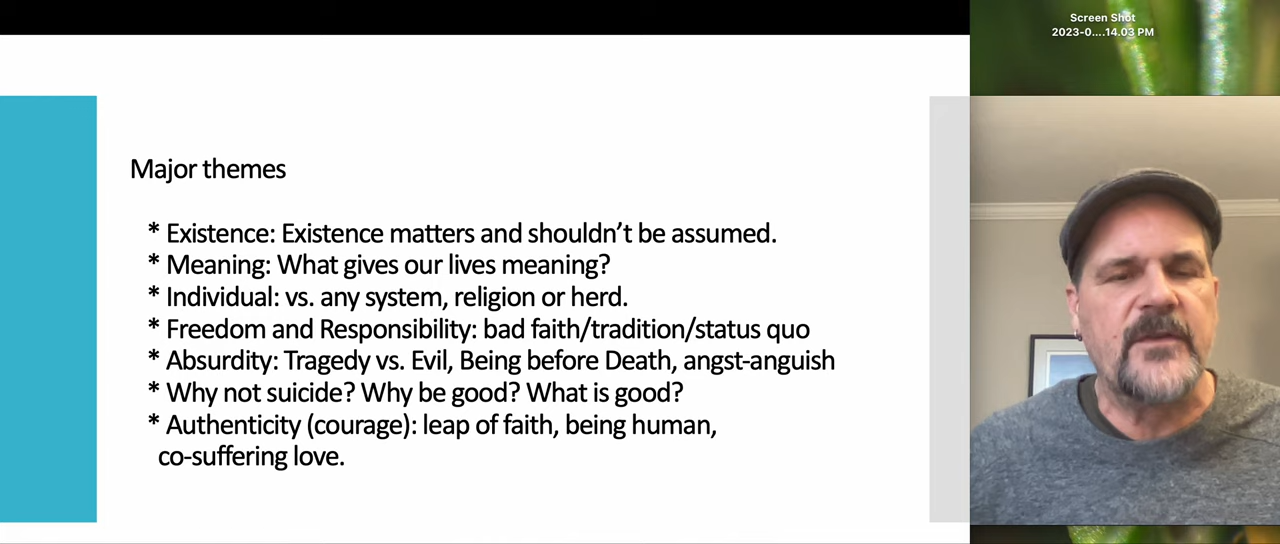 Screen Shot
2023-0....14.03 PM
Major themes
* Existence: Existence matters and shouldn’t be assumed.
* Meaning: What gives our lives meaning?
* Individual: vs. any system, religion or herd.
* Freedom and Responsibility: bad faith/tradition/status quo
* Absurdity: Tragedy vs. Evil, Being before Death, angst-anguish
* Why not suicide? Why be good? What is good?
* Authenticity (courage): leap of faith, being human,
co-suffering love.